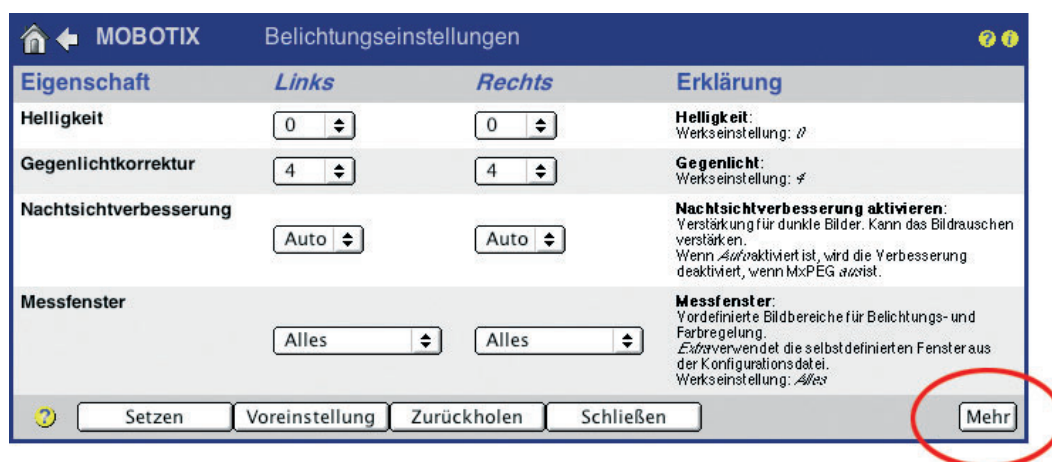 MOBOTIX Belichtungseinstellungen
Eigenschaft Links Rechts Erklärung
Helligkeit 0 0 Helligkeit:
Werkseinstellung: 0
Gegenlichtkorrektur 4 4 Gegenlicht:
Werkseinstellung: 4
Nachtsichtverbesserung Auto Auto Nachtsichtverbesserung aktivieren:
Verstärkung für dunkle Bilder. Kann das Bildrauschen
verstärken.
Wenn Auto aktiviert ist, wird die Verbesserung
deaktiviert, wenn MxPEG aus ist.
Messfenster Alles Alles Messfenster:
Vordefinierte Bildbereiche für Belichtungs- und
Farbregelung.
Extra verwendet die selbstdefinierten Fenster aus
der Konfigurationsdatei.
Werkseinstellung: Alles
Setzen Voreinstellung Zurückholen Schließen Mehr